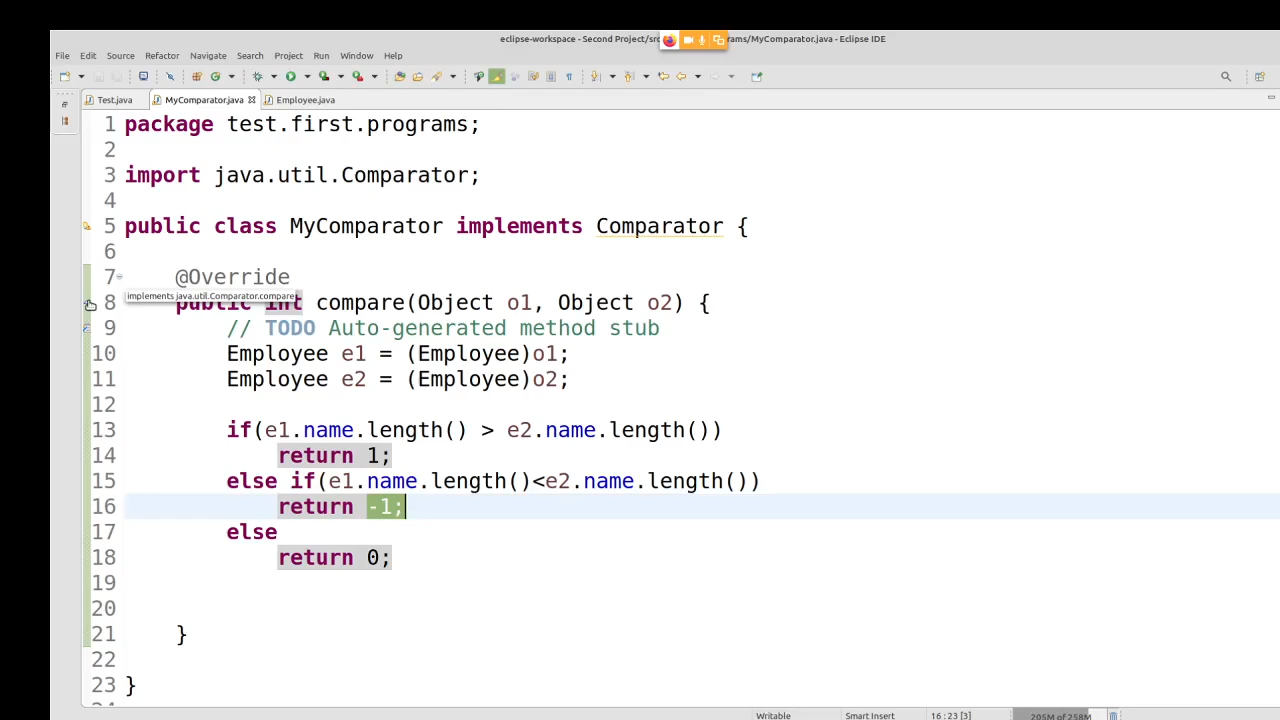 eclipse-workspace - Second Project/src rams/MyComparator.java - Eclipse IDE
File Edit Source Refactor Navigate Search Project Run Window Help
Test.java MyComparator.java Employee.java
1 package test.first.programs;
2
3 import java.util.Comparator;
4
5 public class MyComparator implements Comparator {
6
7 @Override
implements java.util.Comparator.compare
8 public int compare(Object o1, Object o2) {
9 // TODO Auto-generated method stub
10 Employee e1 = (Employee)o1;
11 Employee e2 = (Employee)o2;
12
13 if(e1.name.length() > e2.name.length())
14 return 1;
15 else if(e1.name.length()<e2.name.length())
16 return -1;
17 else
18 return 0;
19
20
21 }
22
23 }
Writable Smart Insert 16 : 23 [3] 205M of 258M